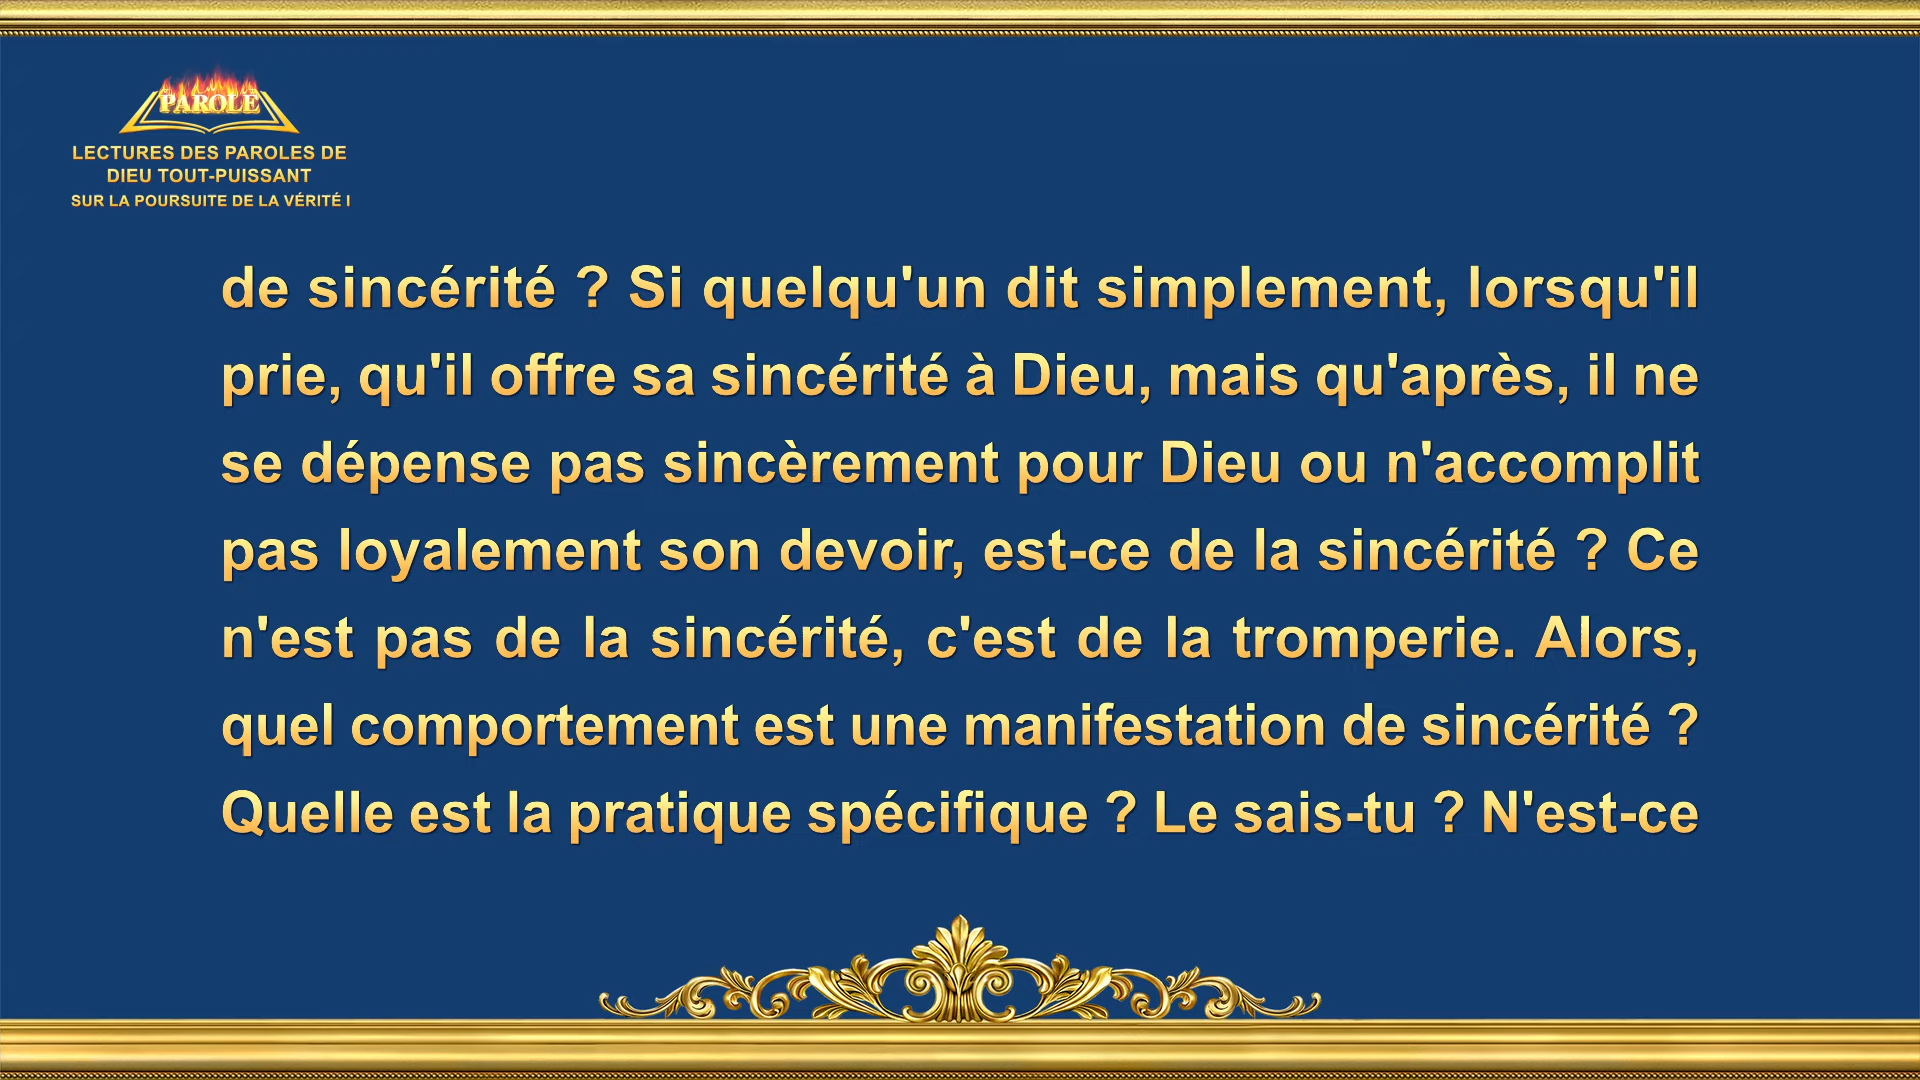 PAROLE
LECTURES DES PAROLES DE
DIEU TOUT-PUISSANT
SUR LA POURSUITE DE LA VÉRITÉ I
de sincérité ? Si quelqu'un dit simplement, lorsqu'il
prie, qu'il offre sa sincérité à Dieu, mais qu'après, il ne
se dépense pas sincèrement pour Dieu ou n'accomplit
pas loyalement son devoir, est-ce de la sincérité ? Ce
n'est pas de la sincérité, c'est de la tromperie. Alors,
quel comportement est une manifestation de sincérité ?
Quelle est la pratique spécifique ? Le sais-tu ? N'est-ce